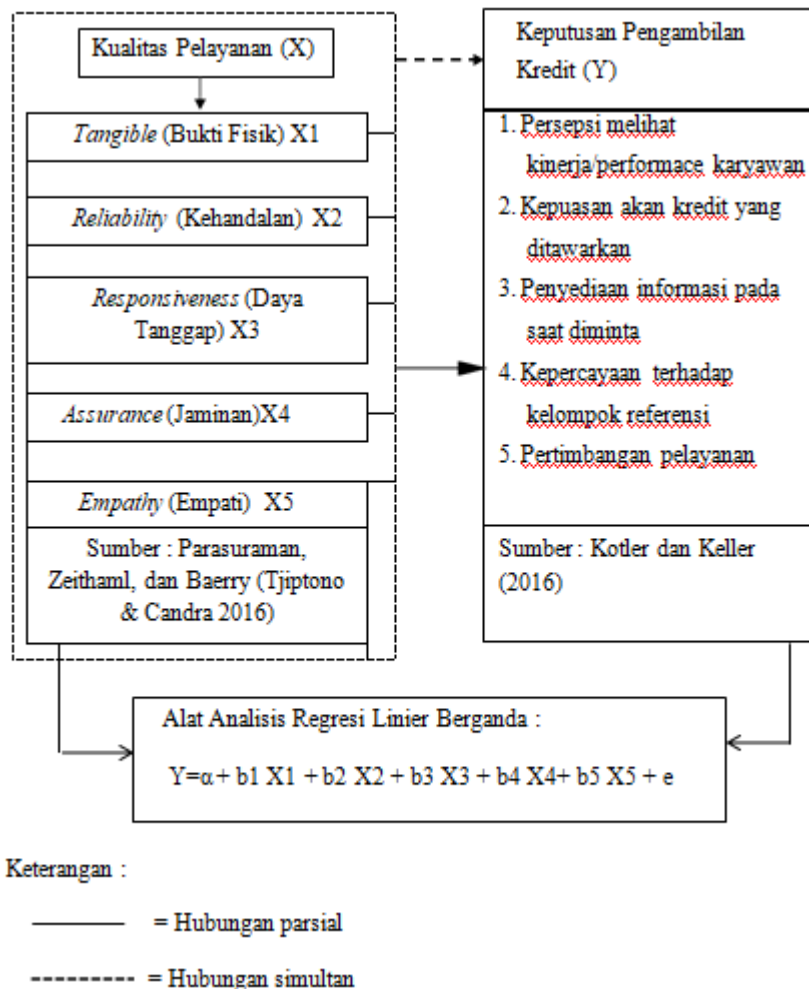 Kualitas Pelayanan (X)
Tangible (Bukti Fisik) X1
Reliability (Kehandalan) X2
Responsiveness (Daya
Tanggap) X3
Assurance (Jaminan)X4
Empathy (Empati) X5
Sumber : Parasuraman,
Zeithaml, dan Baerry (Tjiptono
& Candra 2016)
Keputusan Pengambilan
Kredit (Y)
1. Persepsi melihat
kinerja/performace karyawan
2. Kepuasan akan kredit yang
ditawarkan
3. Penyediaan informasi pada
saat diminta
4. Kepercayaan terhadap
kelompok referensi
5. Pertimbangan pelayanan
Sumber : Kotler dan Keller
(2016)
Alat Analisis Regresi Linier Berganda :
Y=α + b1 X1 + b2 X2 + b3 X3 + b4 X4+ b5 X5 + e
Keterangan :
= Hubungan parsial
= Hubungan simultan